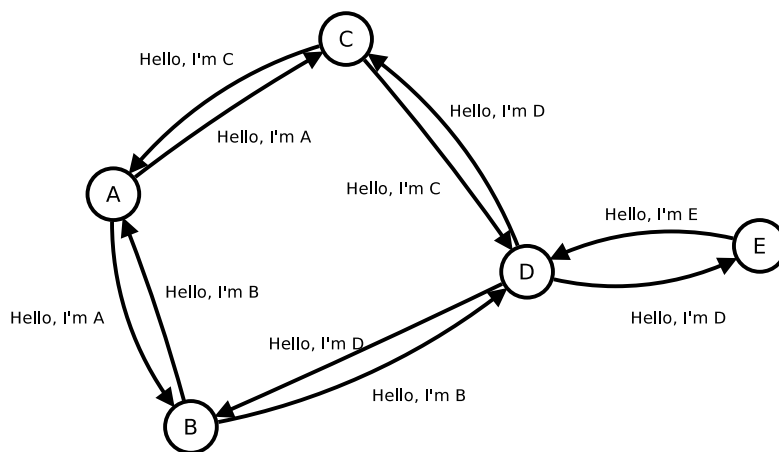 C
Hello, I'm C
Hello, I'm D
Hello, I'm A
A
Hello, I'm C
Hello, I'm E
E
D
Hello, I'm B
Hello, I'm A
Hello, I'm D
Hello, I'm D
Hello, I'm B
B